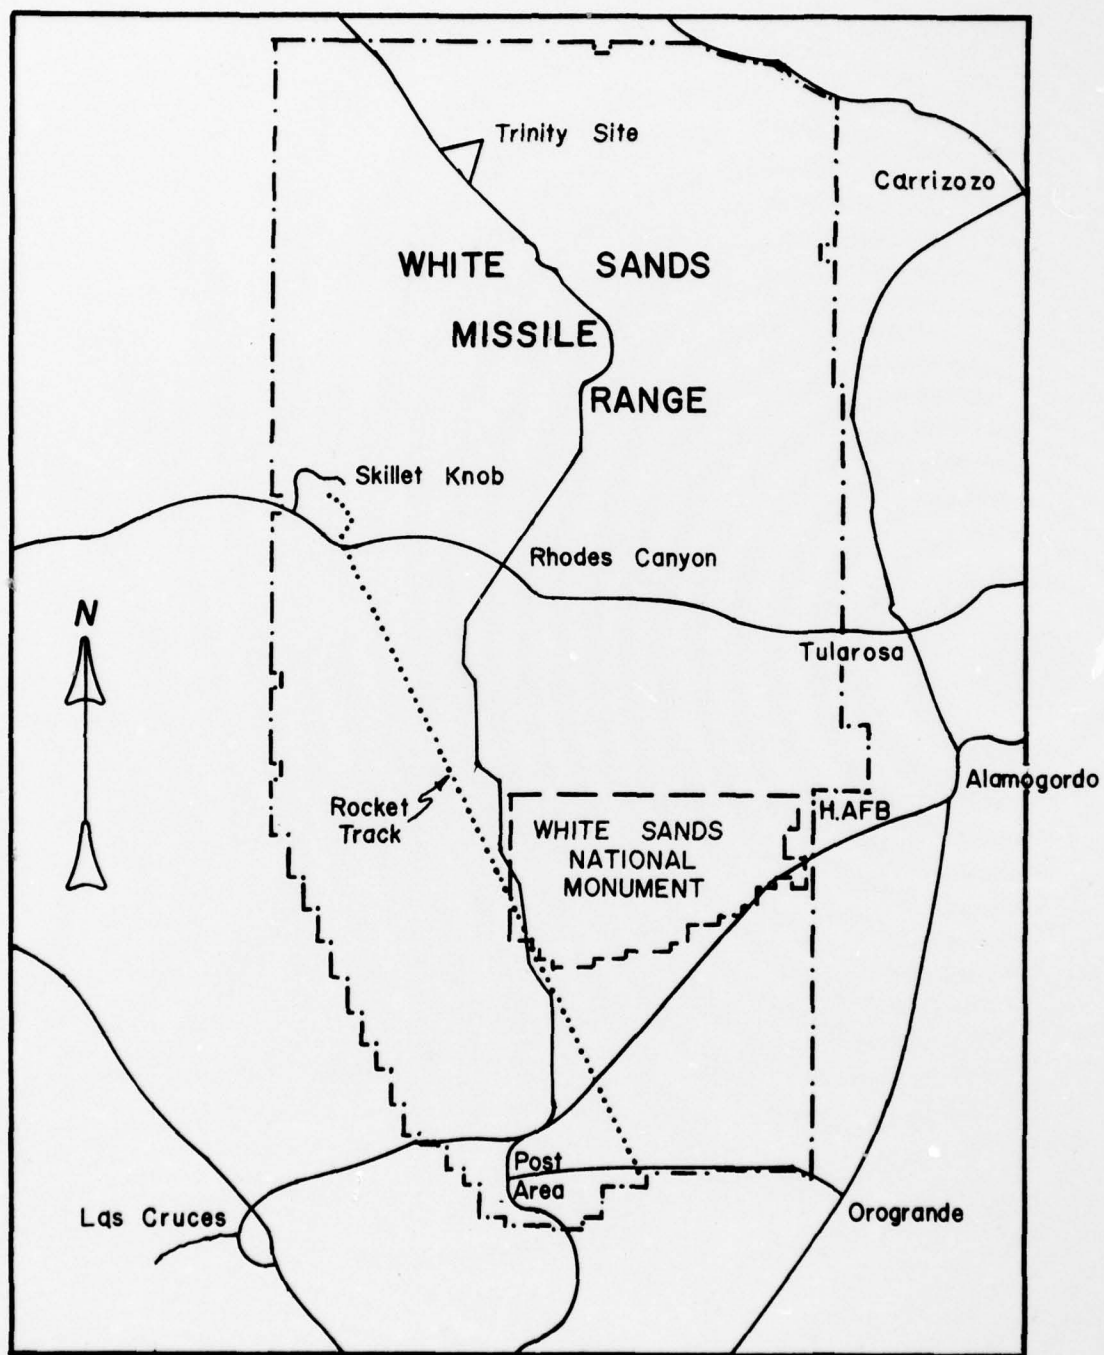 Trinity Site
Carrizozo
WHITE SANDS
MISSILE
RANGE
Skillet Knob
Rhodes Canyon
N
Tularosa
Alamogordo
Rocket
Track
H.AFB
WHITE SANDS
NATIONAL
MONUMENT
Post
Area
Las Cruces
Orogrande